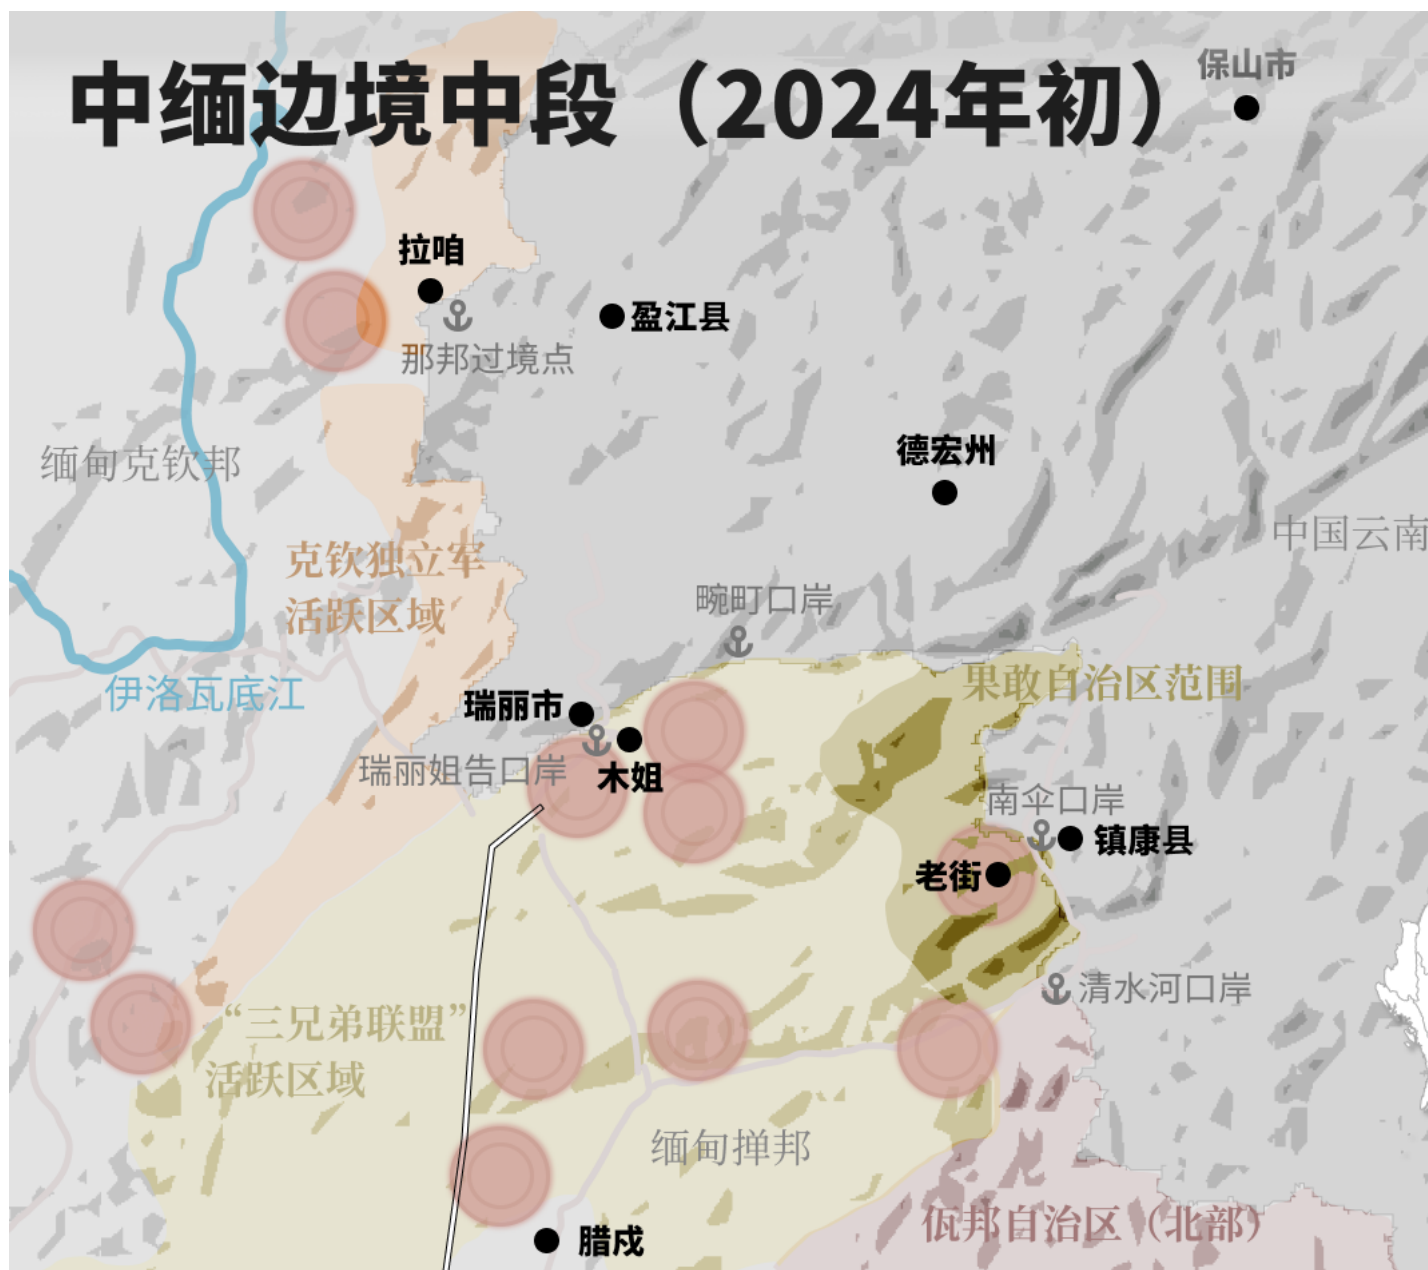 中缅边境中段（2024年初）
保山市
拉咱
盈江县
那邦过境点
缅甸克钦邦
德宏州
中国云南
克钦独立军
活跃区域
畹町口岸
果敢自治区范围
伊洛瓦底江
瑞丽市
瑞丽姐告口岸
木姐
南伞口岸
镇康县
老街
清水河口岸
“三兄弟联盟”
活跃区域
缅甸掸邦
佤邦自治区（北部）
腊戍